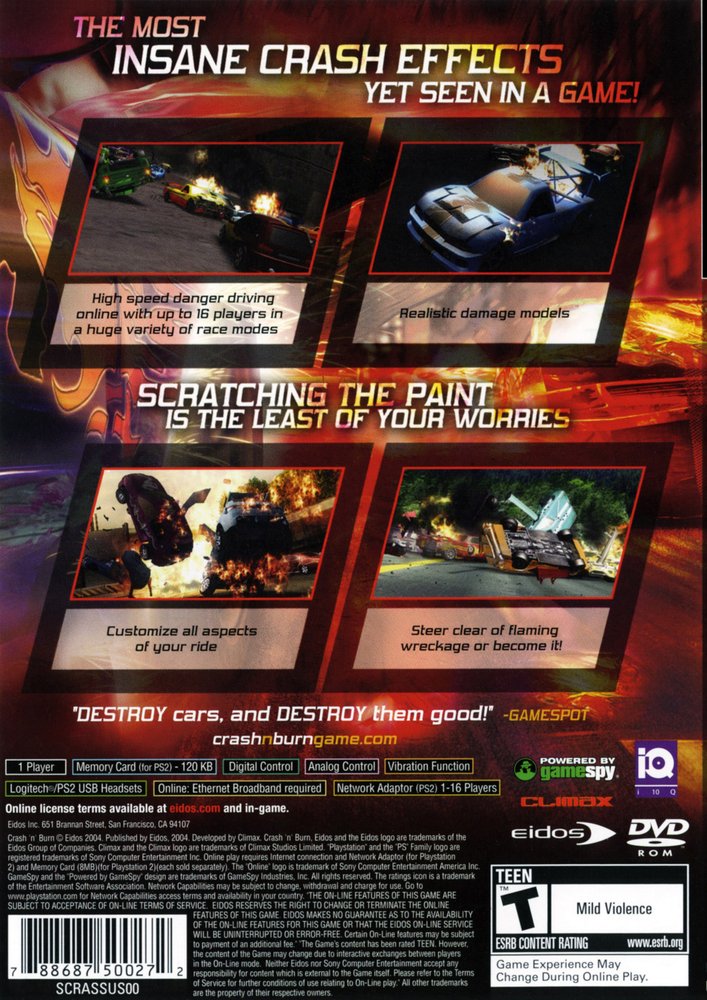 THE MOST
INSANE CRASH EFFECTS
YET SEEN IN A GAME!
High speed danger driving
online with up to 16 players in
a huge variety of race modes
Realistic damage models
SCRATCHING THE PAINT
IS THE LEAST OF YOUR WORRIES
Customize all aspects
of your ride
Steer clear of flaming
wreckage or become it!
"DESTROY cars, and DESTROY them good!" -GAMESPOT
crashnburngame.com
1 Player
Memory Card (for PS2) - 120 KB
Digital Control
Analog Control
Vibration Function
Logitech®/PS2 USB Headsets
Online: Ethernet Broadband required
Network Adaptor (PS2) 1-16 Players
Online license terms available at eidos.com and in-game.
POWERED BY
gamespy
iQ
i 10 Q
CLIMAX
eidos
DVD
ROM
Eidos Inc. 651 Brannan Street, San Francisco, CA 94107
Crash 'n' Burn © Eidos 2004. Published by Eidos, 2004. Developed by Climax. Crash 'n' Burn, Eidos and the Eidos logo are trademarks of the
Eidos Group of Companies. Climax and the Climax logo are trademarks of Climax Studios Limited. "Playstation" and the "PS" Family logo are
registered trademarks of Sony Computer Entertainment Inc. Online play requires Internet connection and Network Adaptor (for Playstation
2) and Memory Card (8MB)(for Playstation 2)(each sold separately). The "Online" logo is trademark of Sony Computer Entertainment America Inc.
GameSpy and the "Powered by GameSpy" design are trademarks of GameSpy Industries, Inc. All rights reserved. The ratings icon is a trademark
of the Entertainment Software Association. Network Capabilities may be subject to change, withdrawal and charge for use. Go to
www.playstation.com for Network Capabilities access terms and availability in your country. "THE ON-LINE FEATURES OF THIS GAME ARE
SUBJECT TO ACCEPTANCE OF ON-LINE TERMS OF SERVICE. EIDOS RESERVES THE RIGHT TO CHANGE OR TERMINATE THE ONLINE
FEATURES OF THIS GAME. EIDOS MAKES NO GUARANTEE AS TO THE AVAILABILITY
OF THE ON-LINE FEATURES FOR THIS GAME OR THAT THE EIDOS ON-LINE SERVICE
WILL BE UNINTERRUPTED OR ERROR-FREE. Certain On-Line features may be subject
to payment of an additional fee." "The Game's content has been rated TEEN. However,
the content of the Game may change due to interactive exchanges between players
in the On-Line mode. Neither Eidos nor Sony Computer Entertainment accept any
responsibility for content which is external to the Game itself. Please refer to the Terms
of Service for further conditions of use relating to On-Line play." All other trademarks
are the property of their respective owners.
7 88687 50027 2
SCRASSUS00
TEEN
T
TM
Mild Violence
ESRB CONTENT RATING www.esrb.org
Game Experience May
Change During Online Play.